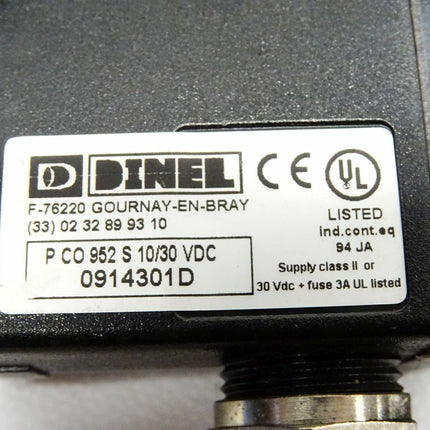 D DINEL CE UL
F-76220 GOURNAY-EN-BRAY
(33) 02 32 89 93 10
P CO 952 S 10/30 VDC
0914301D
LISTED
ind.cont.eq
94 JA
Supply class II or
30 Vdc + fuse 3A UL listed